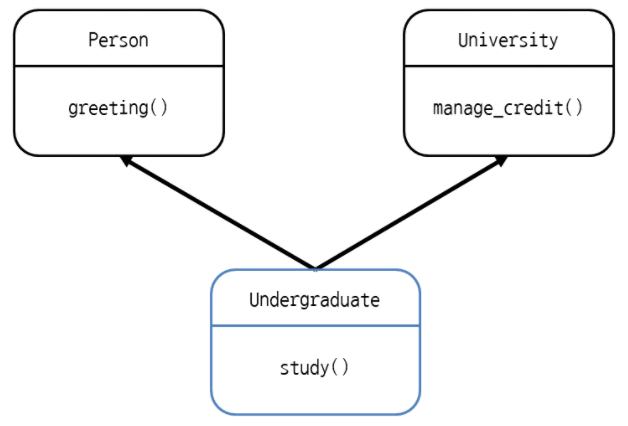 Person
greeting()
University
manage_credit()
Undergraduate
study()